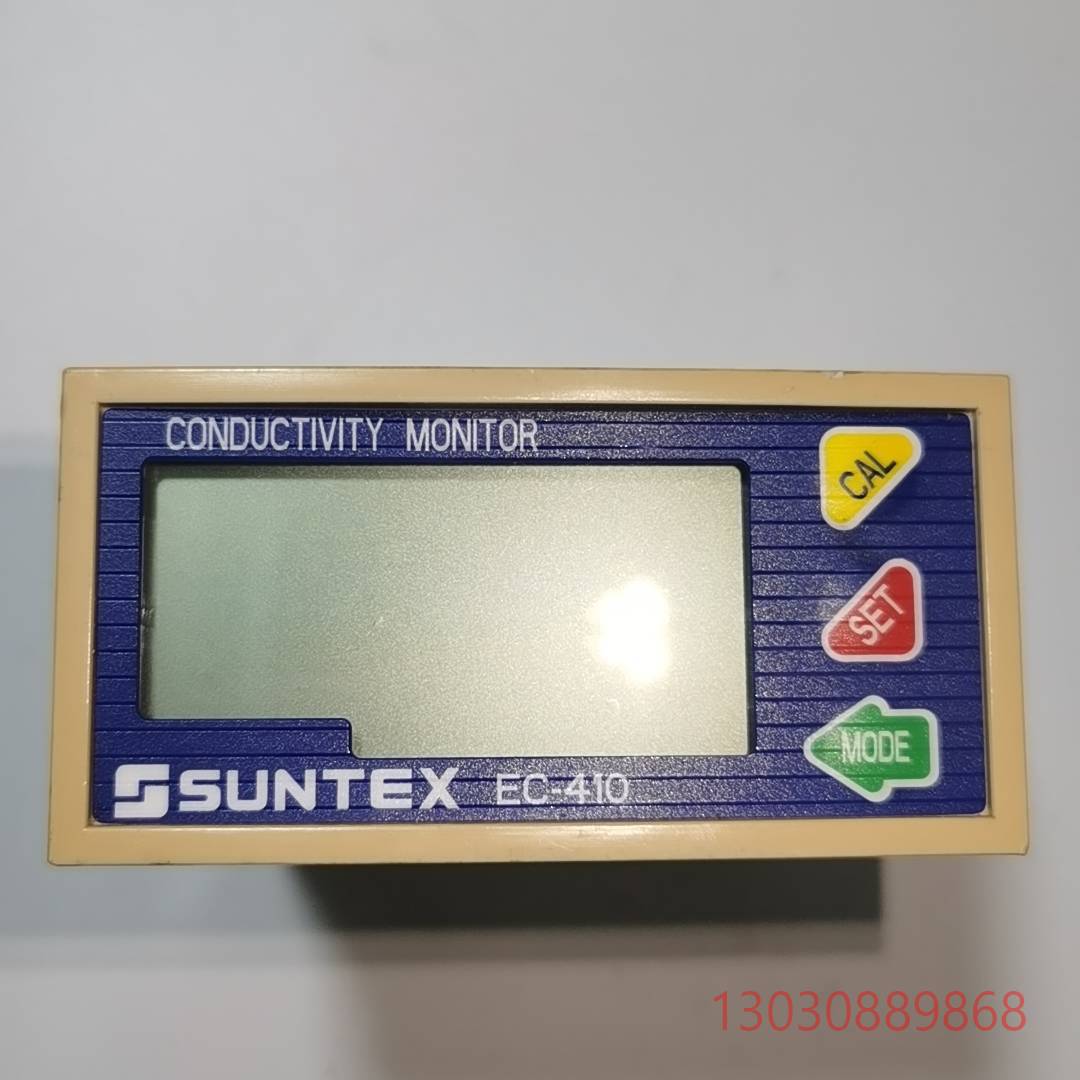 CONDUCTIVITY MONITOR
CAL
SET
MODE
SUNTEX EC-410
13030889868